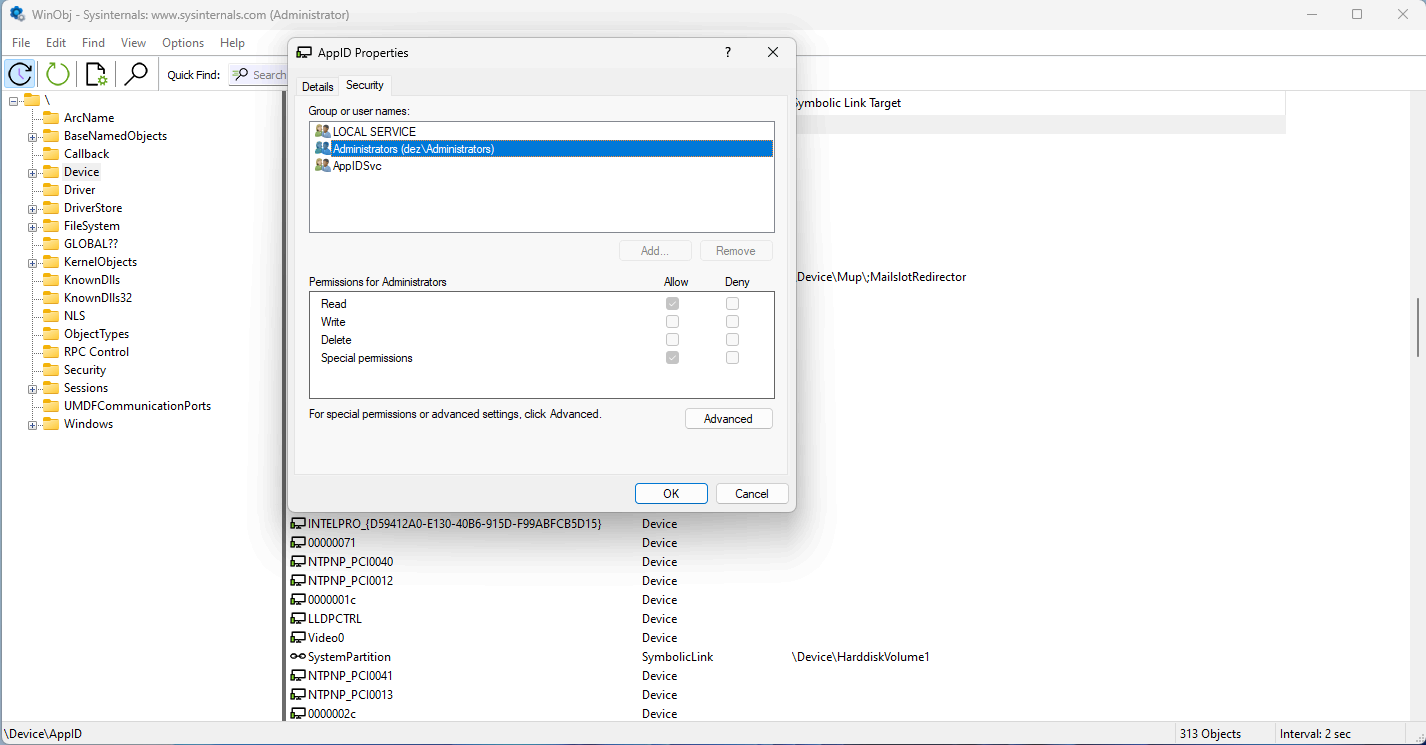 WinObj - Sysinternals: www.sysinternals.com (Administrator)
File Edit Find View Options Help
Quick Find: Search
\
ArcName
BaseNamedObjects
Callback
Device
Driver
DriverStore
FileSystem
GLOBAL??
KernelObjects
KnownDlls
KnownDlls32
NLS
ObjectTypes
RPC Control
Security
Sessions
UMDFCommunicationPorts
Windows
AppID Properties
?
Details Security
Group or user names:
LOCAL SERVICE
Administrators (dez\Administrators)
AppIDSvc
Add... Remove
Permissions for Administrators Allow Deny
Read
Write
Delete
Special permissions
For special permissions or advanced settings, click Advanced.
Advanced
OK Cancel
Symbolic Link Target
\Device\Mup\;MailslotRedirector
INTELPRO_{D59412A0-E130-40B6-915D-F99ABFCB5D15} Device
00000071 Device
NTPNP_PCI0040 Device
NTPNP_PCI0012 Device
0000001c Device
LLDPCTRL Device
Video0 Device
SystemPartition SymbolicLink \Device\HarddiskVolume1
NTPNP_PCI0041 Device
NTPNP_PCI0013 Device
0000002c Device
\Device\AppID 313 Objects Interval: 2 sec